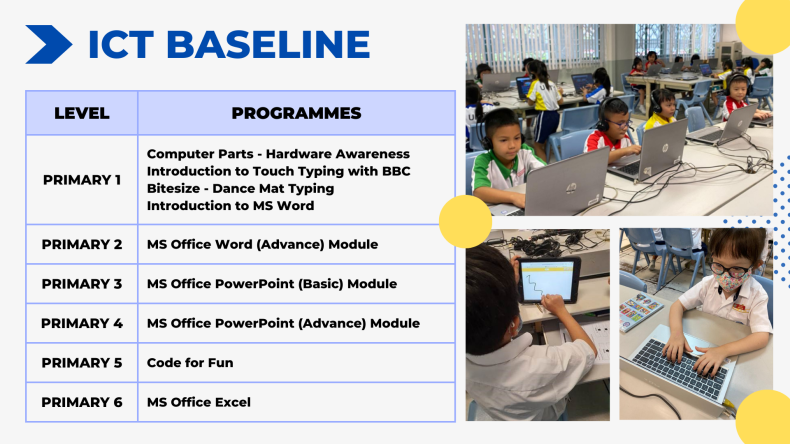 ICT BASELINE
LEVEL
PROGRAMMES
PRIMARY 1
Computer Parts - Hardware Awareness
Introduction to Touch Typing with BBC
Bitesize - Dance Mat Typing
Introduction to MS Word
PRIMARY 2
MS Office Word (Advance) Module
PRIMARY 3
MS Office PowerPoint (Basic) Module
PRIMARY 4
MS Office PowerPoint (Advance) Module
PRIMARY 5
Code for Fun
PRIMARY 6
MS Office Excel
hp